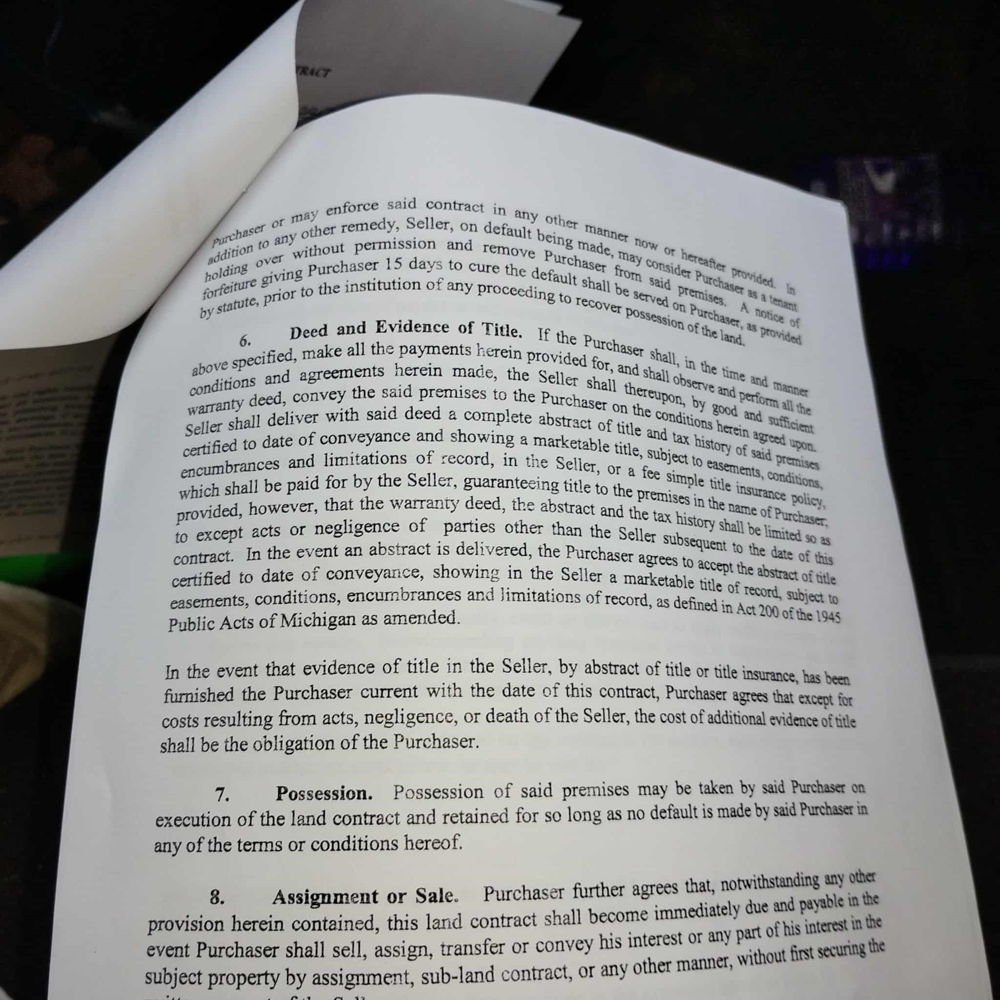 TRACT
Purchaser or may enforce said contract in any other manner now or hereafter provided. In
addition to any other remedy, Seller, on default being made, may consider Purchaser as a tenant
holding over without permission and remove Purchaser from said premises. A notice of
forfeiture giving Purchaser 15 days to cure the default shall be served on Purchaser, as provided
by statute, prior to the institution of any proceeding to recover possession of the land.
6. Deed and Evidence of Title. If the Purchaser shall, in the time and manner
above specified, make all the payments herein provided for, and shall observe and perform all the
conditions and agreements herein made, the Seller shall thereupon, by good and sufficient
warranty deed, convey the said premises to the Purchaser on the conditions herein agreed upon.
Seller shall deliver with said deed a complete abstract of title and tax history of said premises
certified to date of conveyance and showing a marketable title, subject to easements, conditions,
encumbrances and limitations of record, in the Seller, or a fee simple title insurance policy,
which shall be paid for by the Seller, guaranteeing title to the premises in the name of Purchaser;
provided, however, that the warranty deed, the abstract and the tax history shall be limited so as
to except acts or negligence of parties other than the Seller subsequent to the date of this
contract. In the event an abstract is delivered, the Purchaser agrees to accept the abstract of title
certified to date of conveyance, showing in the Seller a marketable title of record, subject to
easements, conditions, encumbrances and limitations of record, as defined in Act 200 of the 1945
Public Acts of Michigan as amended.
In the event that evidence of title in the Seller, by abstract of title or title insurance, has been
furnished the Purchaser current with the date of this contract, Purchaser agrees that except for
costs resulting from acts, negligence, or death of the Seller, the cost of additional evidence of title
shall be the obligation of the Purchaser.
7. Possession. Possession of said premises may be taken by said Purchaser on
execution of the land contract and retained for so long as no default is made by said Purchaser in
any of the terms or conditions hereof.
8. Assignment or Sale. Purchaser further agrees that, notwithstanding any other
provision herein contained, this land contract shall become immediately due and payable in the
event Purchaser shall sell, assign, transfer or convey his interest or any part of his interest in the
subject property by assignment, sub-land contract, or any other manner, without first securing the